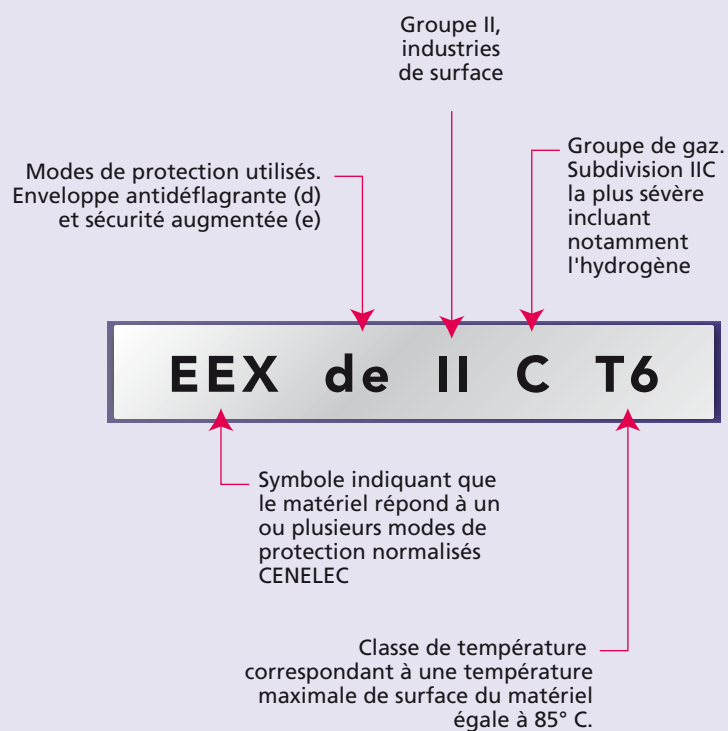 Groupe II,
industries
de surface
Groupe de gaz.
Subdivision IIC
la plus sévère
incluant
notamment
l'hydrogène
Modes de protection utilisés.
Enveloppe antidéflagrante (d)
et sécurité augmentée (e)
EEX de II C T6
Symbole indiquant que
le matériel répond à un
ou plusieurs modes de
protection normalisés
CENELEC
Classe de température
correspondant à une température
maximale de surface du matériel
égale à 85° C.